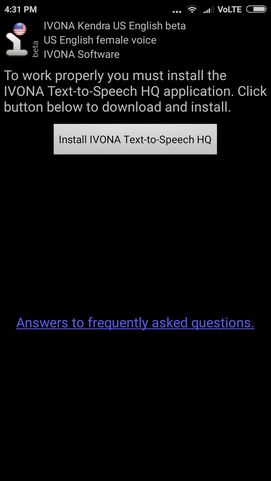 4:31 PM ... VoLTE
IVONA Kendra US English beta
US English female voice
beta
IVONA Software
To work properly you must install the
IVONA Text-to-Speech HQ application. Click
button below to download and install.
Install IVONA Text-to-Speech HQ
Answers to frequently asked questions.